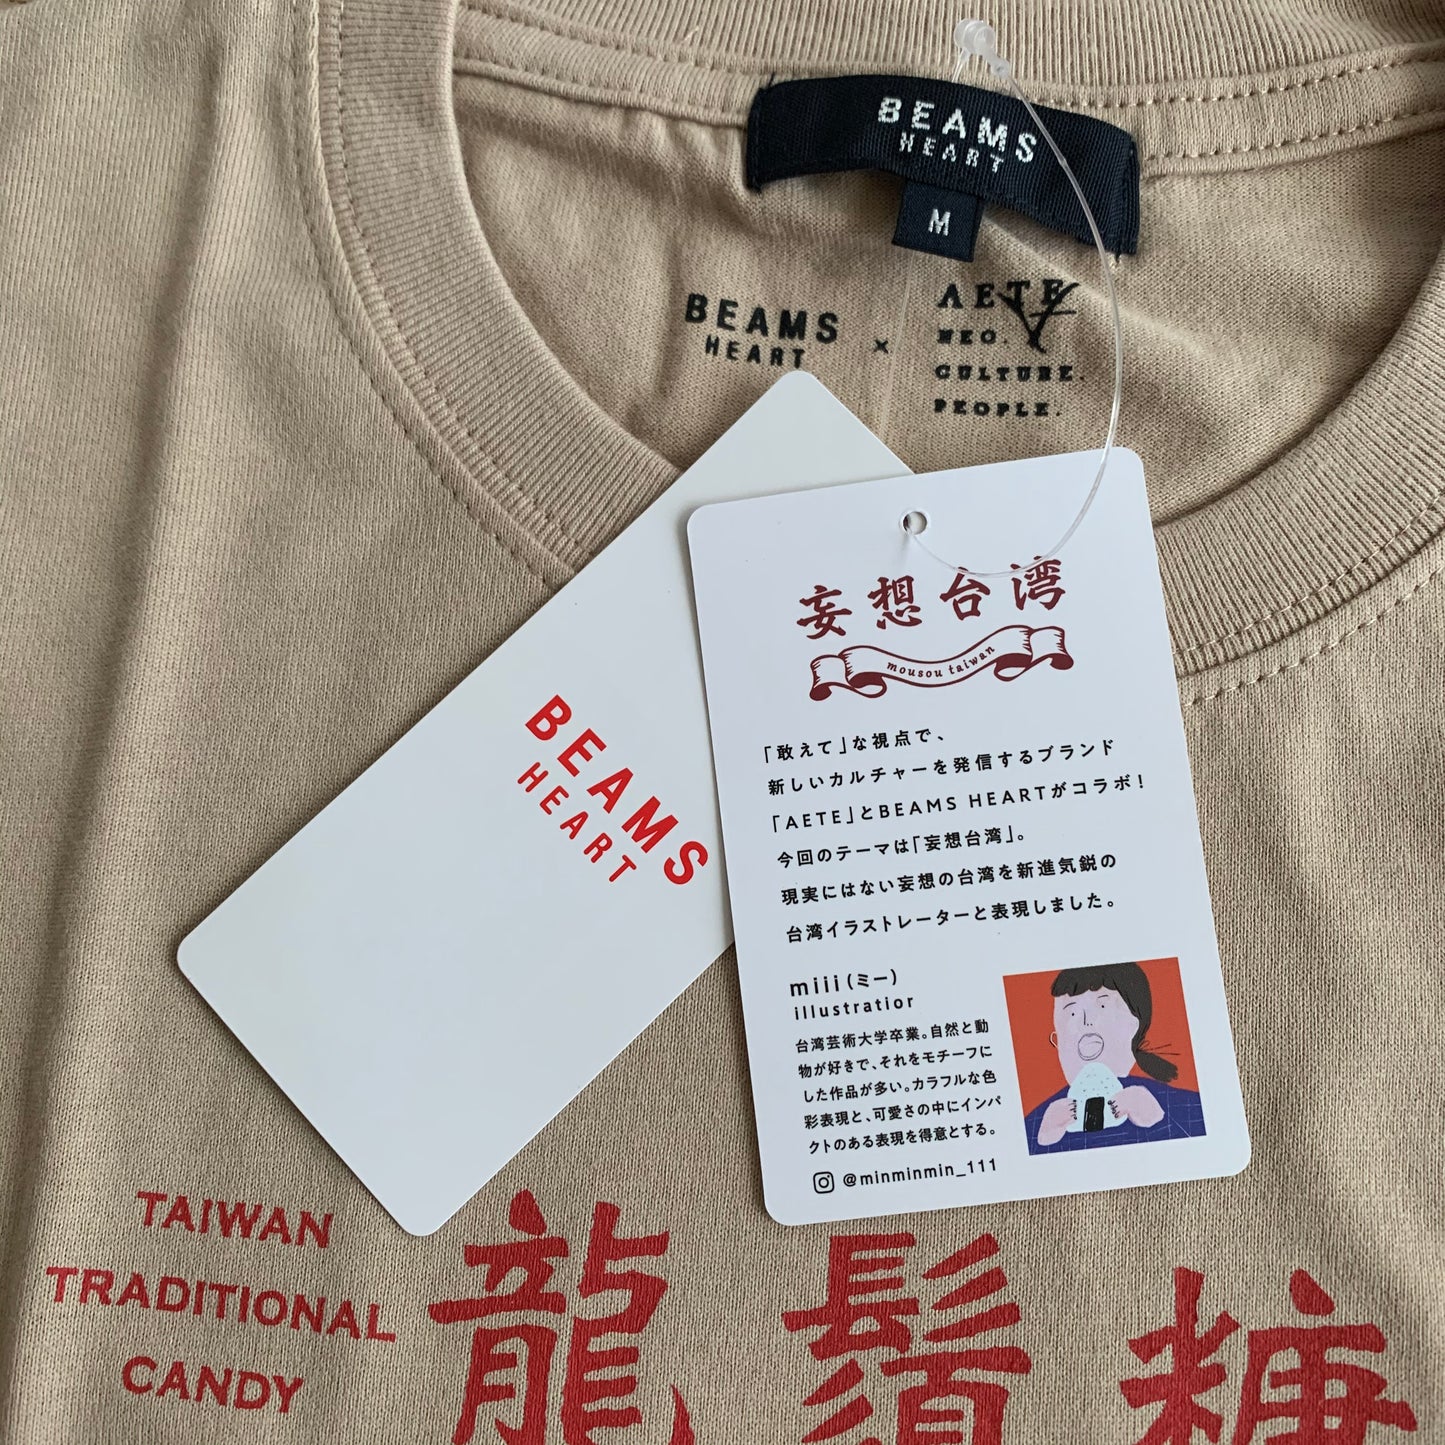 BEAMS
HEART
M
BEAMS
HEART
×
AETE
NEO.
CULTURE.
PEOPLE.
妄想台湾
mousou taiwan
「敢えて」な視点で、
新しいカルチャーを発信するブランド
「AETE」とBEAMS HEARTがコラボ！
今回のテーマは「妄想台湾」。
現実にはない妄想の台湾を新進気鋭の
台湾イラストレーターと表現しました。
miii(ミー)
illustratior
台湾芸術大学卒業。自然と動
物が好きで、それをモチーフに
した作品が多い。カラフルな色
彩表現と、可愛さの中にインパ
クトのある表現を得意とする。
@minminmin_111
BEAMS
HEART
TAIWAN
TRADITIONAL
CANDY
龍鬚糖